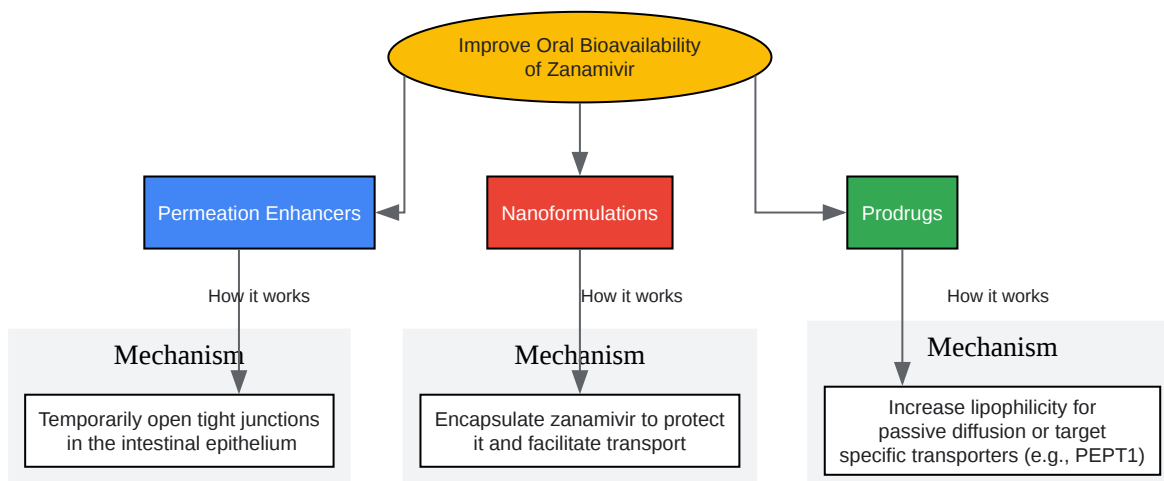 Improve Oral Bioavailability
of Zanamivir
Permeation Enhancers
Nanoformulations
Prodrugs
How it works
How it works
How it works
Mechanism
Mechanism
Mechanism
Temporarily open tight junctions
in the intestinal epithelium
Encapsulate zanamivir to protect
it and facilitate transport
Increase lipophilicity for
passive diffusion or target
specific transporters (e.g., PEPT1)